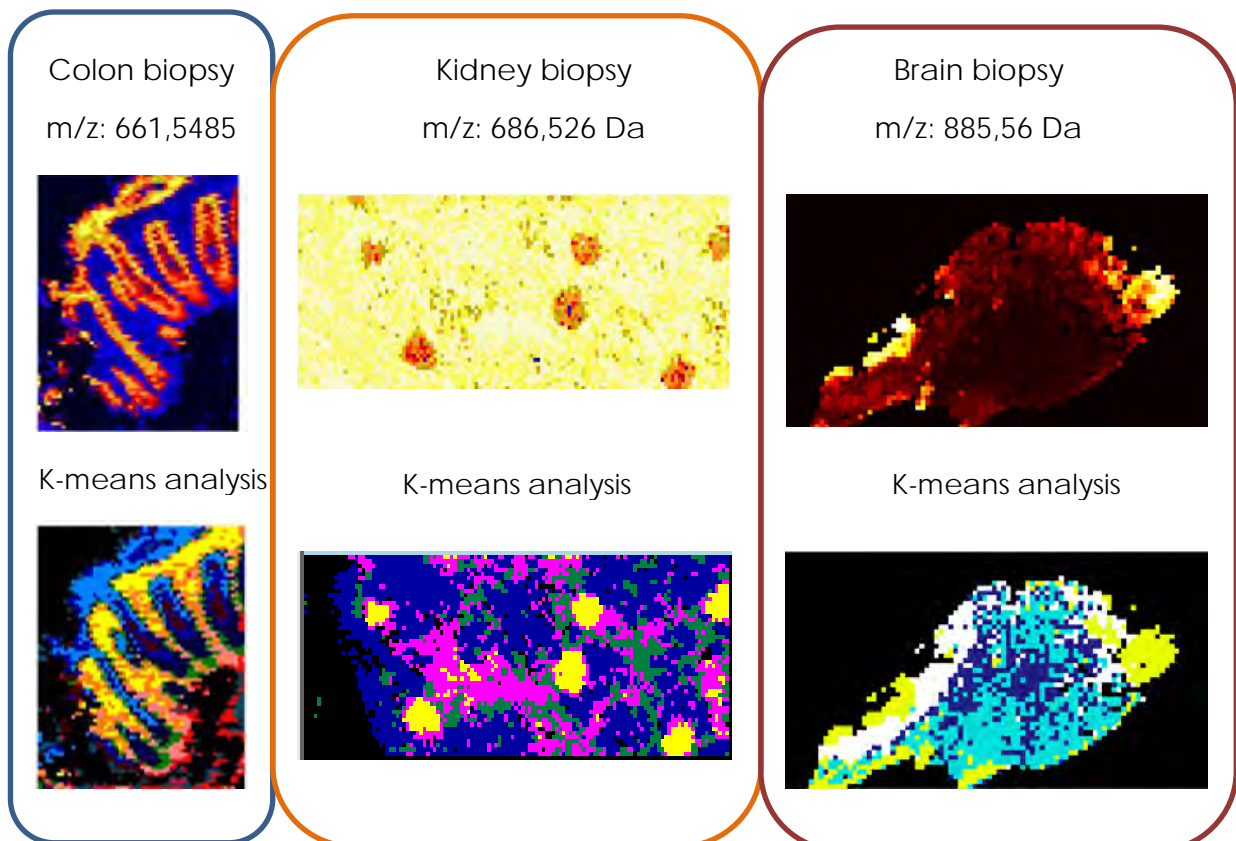 Colon biopsy
m/z: 661,5485
K-means analysis
Kidney biopsy
m/z: 686,526 Da
K-means analysis
Brain biopsy
m/z: 885,56 Da
K-means analysis